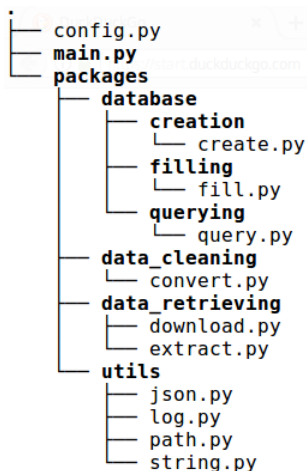 .
├── config.py
├── main.py
└── packages
    ├── database
    │   ├── creation
    │   │   └── create.py
    │   ├── filling
    │   │   └── fill.py
    │   └── querying
    │       └── query.py
    ├── data_cleaning
    │   └── convert.py
    ├── data_retrieving
    │   ├── download.py
    │   └── extract.py
    └── utils
        ├── json.py
        ├── log.py
        ├── path.py
        └── string.py